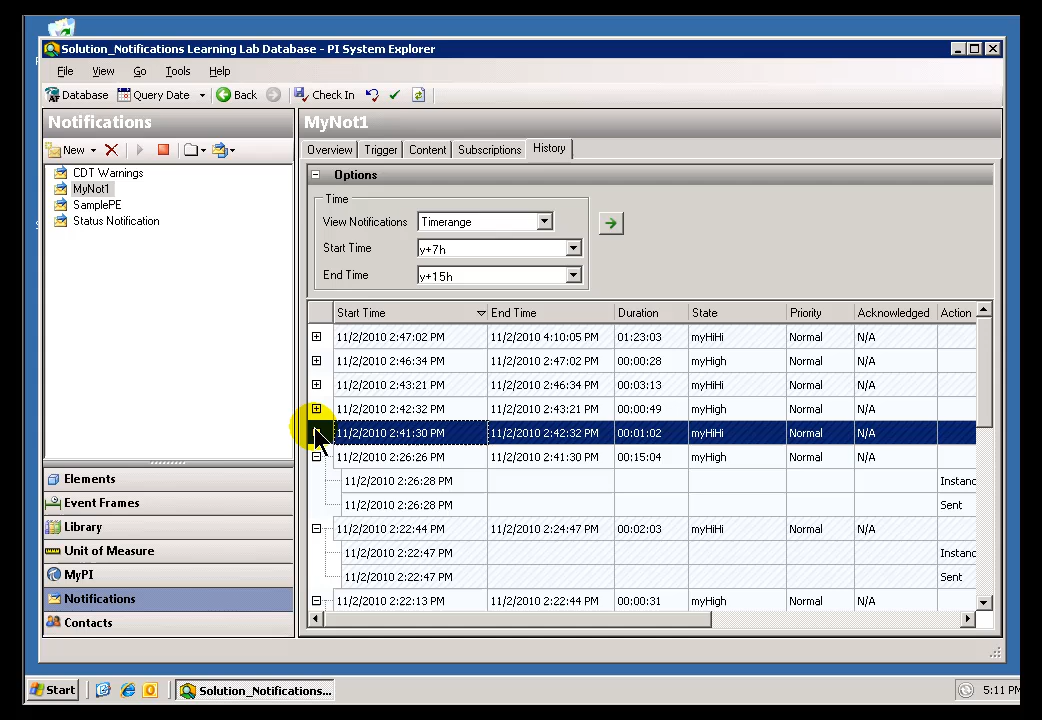 Solution_Notifications Learning Lab Database - PI System Explorer
File View Go Tools Help
Database Query Date Back Check In
Notifications
New
CDT Warnings
MyNot1
SamplePE
Status Notification
Elements
Event Frames
Library
Unit of Measure
MyPI
Notifications
Contacts
MyNot1
Overview Trigger Content Subscriptions History
Options
Time
View Notifications Timerange
Start Time y+7h
End Time y+15h
Start Time End Time Duration State Priority Acknowledged Action
11/2/2010 2:47:02 PM 11/2/2010 4:10:05 PM 01:23:03 myHiHi Normal N/A
11/2/2010 2:46:34 PM 11/2/2010 2:47:02 PM 00:00:28 myHigh Normal N/A
11/2/2010 2:43:21 PM 11/2/2010 2:46:34 PM 00:03:13 myHiHi Normal N/A
11/2/2010 2:42:32 PM 11/2/2010 2:43:21 PM 00:00:49 myHigh Normal N/A
11/2/2010 2:41:30 PM 11/2/2010 2:42:32 PM 00:01:02 myHiHi Normal N/A
11/2/2010 2:26:26 PM 11/2/2010 2:41:30 PM 00:15:04 myHigh Normal N/A
11/2/2010 2:26:28 PM Instanc
11/2/2010 2:26:28 PM Sent
11/2/2010 2:22:44 PM 11/2/2010 2:24:47 PM 00:02:03 myHiHi Normal N/A
11/2/2010 2:22:47 PM Instanc
11/2/2010 2:22:47 PM Sent
11/2/2010 2:22:13 PM 11/2/2010 2:22:44 PM 00:00:31 myHigh Normal N/A
Start Solution_Notifications... 5:11 PM